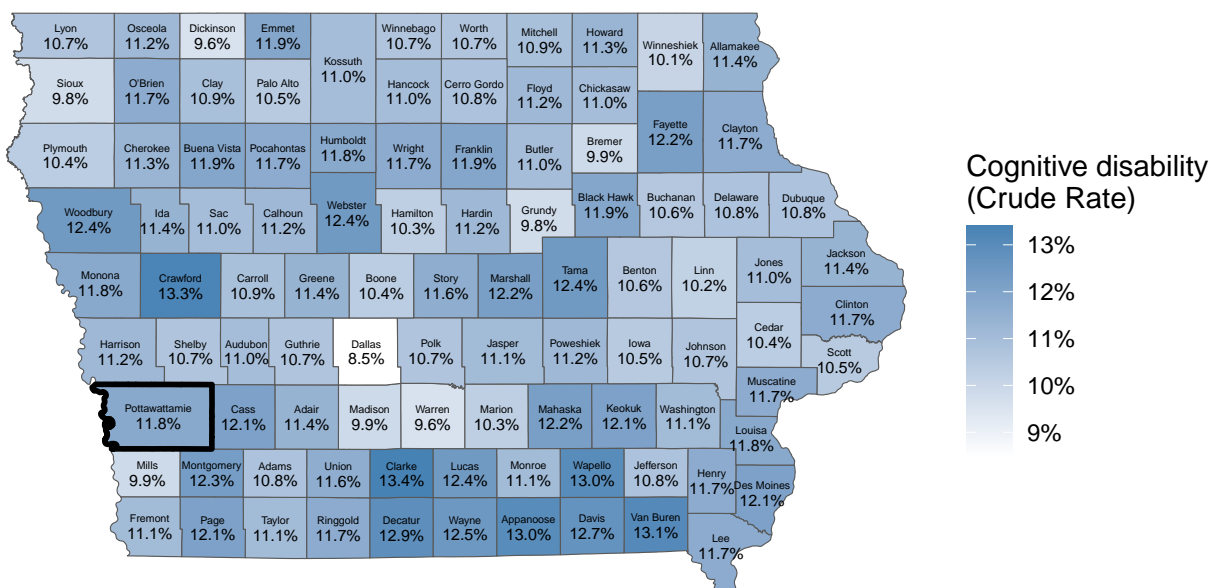 Lyon
10.7%
Osceola
11.2%
Dickinson
9.6%
Emmet
11.9%
Kossuth
11.0%
Winnebago
10.7%
Worth
10.7%
Mitchell
10.9%
Howard
11.3%
Winneshiek
10.1%
Allamakee
11.4%
Sioux
9.8%
O'Brien
11.7%
Clay
10.9%
Palo Alto
10.5%
Hancock
11.0%
Cerro Gordo
10.8%
Floyd
11.2%
Chickasaw
11.0%
Fayette
12.2%
Clayton
11.7%
Plymouth
10.4%
Cherokee
11.3%
Buena Vista
11.9%
Pocahontas
11.7%
Humboldt
11.8%
Wright
11.7%
Franklin
11.9%
Butler
11.0%
Bremer
9.9%
Woodbury
12.4%
Ida
11.4%
Sac
11.0%
Calhoun
11.2%
Webster
12.4%
Hamilton
10.3%
Hardin
11.2%
Grundy
9.8%
Black Hawk
11.9%
Buchanan
10.6%
Delaware
10.8%
Dubuque
10.8%
Monona
11.8%
Crawford
13.3%
Carroll
10.9%
Greene
11.4%
Boone
10.4%
Story
11.6%
Marshall
12.2%
Tama
12.4%
Benton
10.6%
Linn
10.2%
Jones
11.0%
Jackson
11.4%
Clinton
11.7%
Harrison
11.2%
Shelby
10.7%
Audubon
11.0%
Guthrie
10.7%
Dallas
8.5%
Polk
10.7%
Jasper
11.1%
Poweshiek
11.2%
Iowa
10.5%
Johnson
10.7%
Cedar
10.4%
Scott
10.5%
Muscatine
11.7%
Pottawattamie
11.8%
Cass
12.1%
Adair
11.4%
Madison
9.9%
Warren
9.6%
Marion
10.3%
Mahaska
12.2%
Keokuk
12.1%
Washington
11.1%
Louisa
11.8%
Mills
9.9%
Montgomery
12.3%
Adams
10.8%
Union
11.6%
Clarke
13.4%
Lucas
12.4%
Monroe
11.1%
Wapello
13.0%
Jefferson
10.8%
Henry
11.7%
Des Moines
12.1%
Fremont
11.1%
Page
12.1%
Taylor
11.1%
Ringgold
11.7%
Decatur
12.9%
Wayne
12.5%
Appanoose
13.0%
Davis
12.7%
Van Buren
13.1%
Lee
11.7%
Cognitive disability
(Crude Rate)
13%
12%
11%
10%
9%